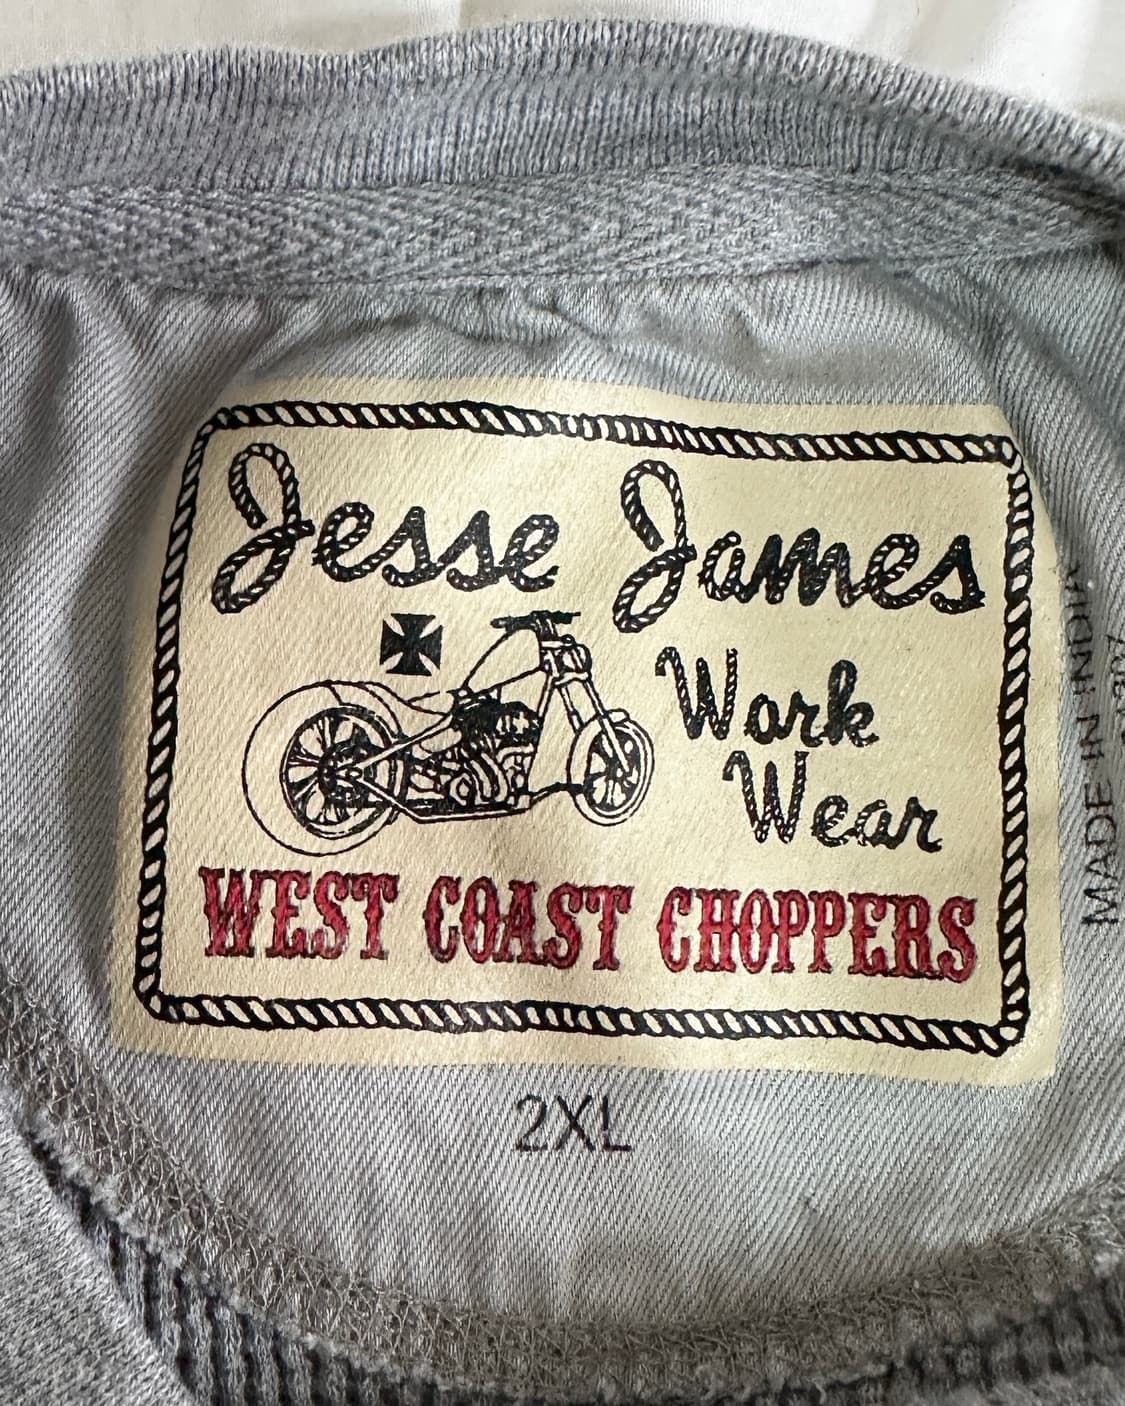 Jesse James
Work
Wear
WEST COAST CHOPPERS
2XL
MADE IN INDIA